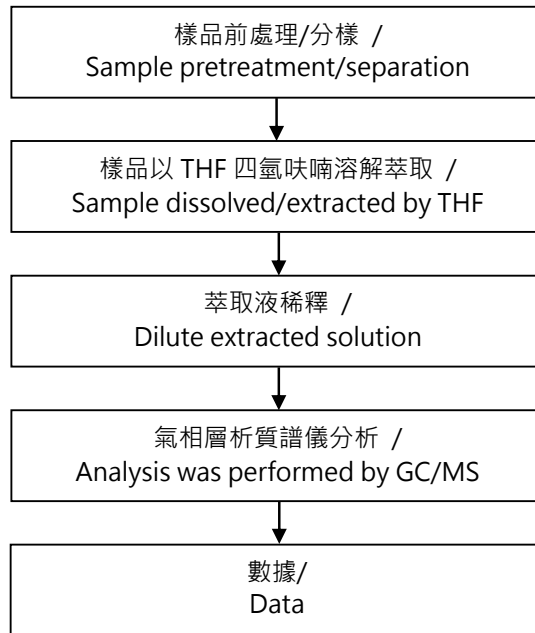 樣品前處理/分樣 /
Sample pretreatment/separation
樣品以 THF 四氫呋喃溶解萃取 /
Sample dissolved/extracted by THF
萃取液稀釋 /
Dilute extracted solution
氣相層析質譜儀分析 /
Analysis was performed by GC/MS
數據/
Data